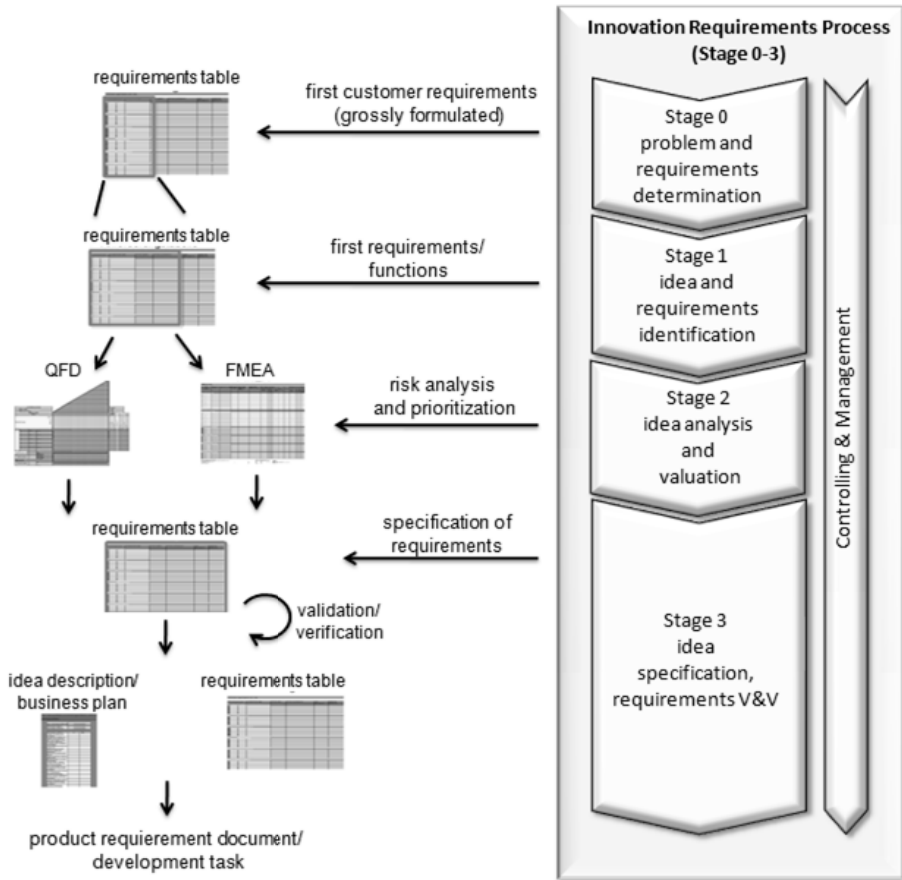 Innovation Requirements Process
(Stage 0-3)
requirements table
first customer requirements
(grossly formulated)
Stage 0
problem and
requirements
determination
requirements table
first requirements/
functions
Stage 1
idea and
requirements
identification
QFD
FMEA
risk analysis
and prioritization
Stage 2
idea analysis
and
valuation
Controlling & Management
requirements table
specification of
requirements
validation/
verification
Stage 3
idea
specification,
requirements V&V
idea description/
business plan
requirements table
product requierement document/
development task